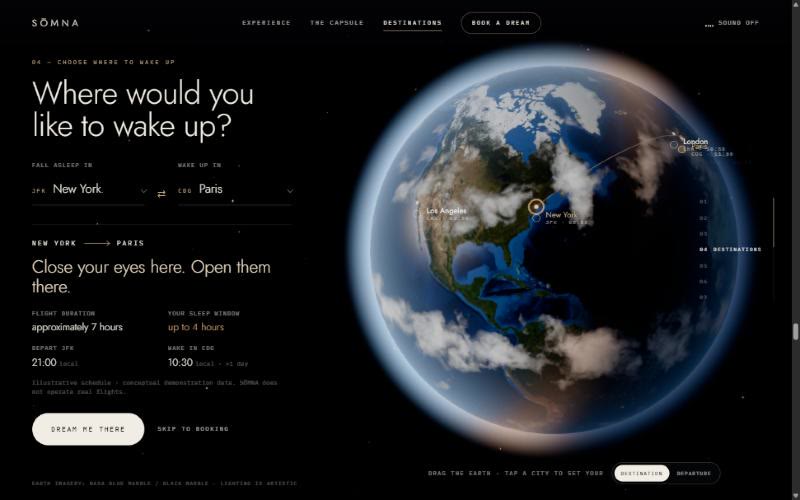 SŌMNA
EXPERIENCE
THE CAPSULE
DESTINATIONS
BOOK A DREAM
SOUND OFF
04 — CHOOSE WHERE TO WAKE UP
Where would you
like to wake up?
FALL ASLEEP IN
WAKE UP IN
JFK New York
⇄
CDG Paris
NEW YORK ⟶ PARIS
Close your eyes here. Open them
there.
FLIGHT DURATION
YOUR SLEEP WINDOW
approximately 7 hours
up to 4 hours
DEPART JFK
WAKE IN CDG
21:00 local
10:30 local · +1 day
Illustrative schedule · conceptual demonstration data. SŌMNA does
not operate real flights.
DREAM ME THERE
SKIP TO BOOKING
EARTH IMAGERY: NASA BLUE MARBLE / BLACK MARBLE · LIGHTING IS ARTISTIC
London
Los Angeles
New York
01
02
03
04 DESTINATIONS
05
06
07
DRAG THE EARTH · TAP A CITY TO SET YOUR
DESTINATION
DEPARTURE